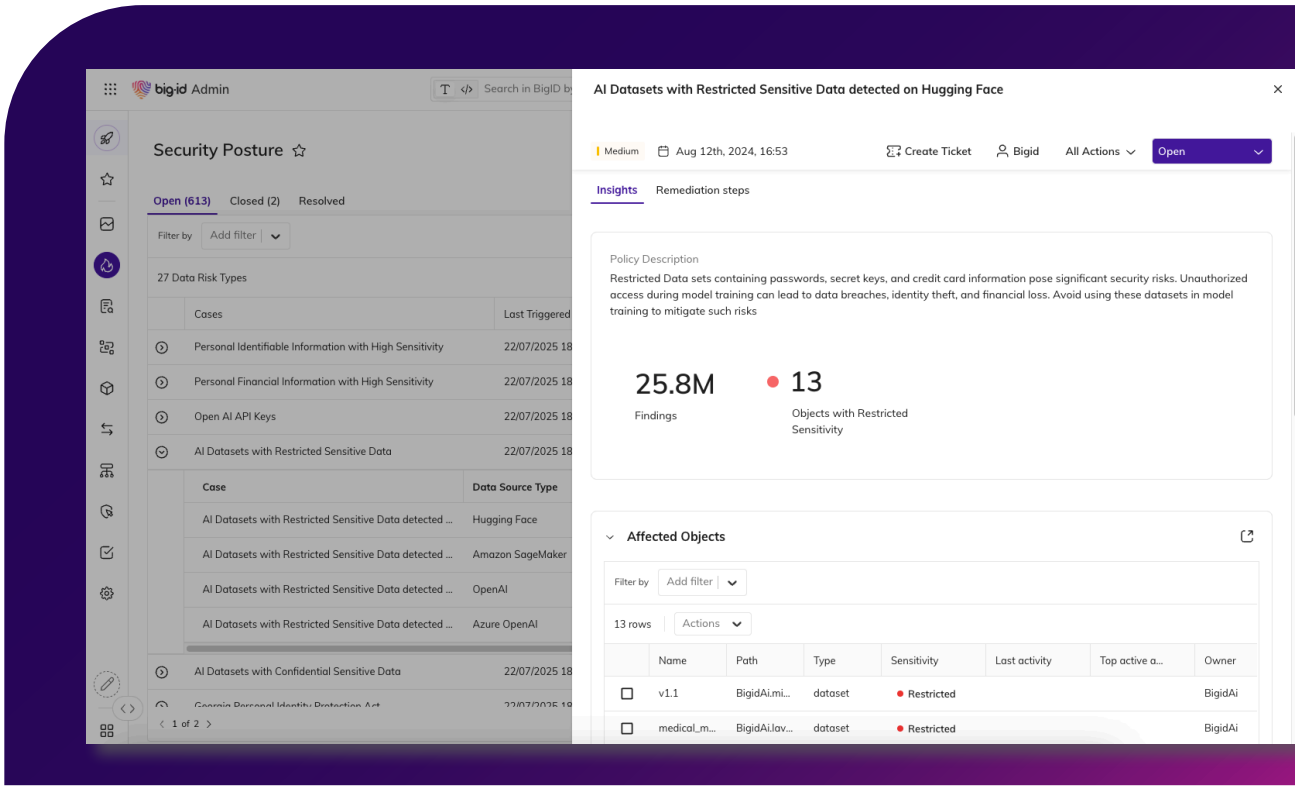 bigid Admin
T </> Search in BigID by
Security Posture
Open (613) Closed (2) Resolved
Filter by Add filter
27 Data Risk Types
Cases Last Triggered
Personal Identifiable Information with High Sensitivity 22/07/2025 18
Personal Financial Information with High Sensitivity 22/07/2025 18
Open AI API Keys 22/07/2025 18
AI Datasets with Restricted Sensitive Data 22/07/2025 18
Case Data Source Type
AI Datasets with Restricted Sensitive Data detected ... Hugging Face
AI Datasets with Restricted Sensitive Data detected ... Amazon SageMaker
AI Datasets with Restricted Sensitive Data detected ... OpenAI
AI Datasets with Restricted Sensitive Data detected ... Azure OpenAI
AI Datasets with Confidential Sensitive Data 22/07/2025 18
Georgia Personal Identity Protection Act 22/07/2025 18
1 of 2
AI Datasets with Restricted Sensitive Data detected on Hugging Face
Medium Aug 12th, 2024, 16:53 Create Ticket Bigid All Actions Open
Insights Remediation steps
Policy Description
Restricted Data sets containing passwords, secret keys, and credit card information pose significant security risks. Unauthorized
access during model training can lead to data breaches, identity theft, and financial loss. Avoid using these datasets in model
training to mitigate such risks
25.8M 13
Findings Objects with Restricted
Sensitivity
Affected Objects
Filter by Add filter
13 rows Actions
Name Path Type Sensitivity Last activity Top active a... Owner
v1.1 BigidAi.mi... dataset Restricted BigidAi
medical_m... BigidAi.lav... dataset Restricted BigidAi